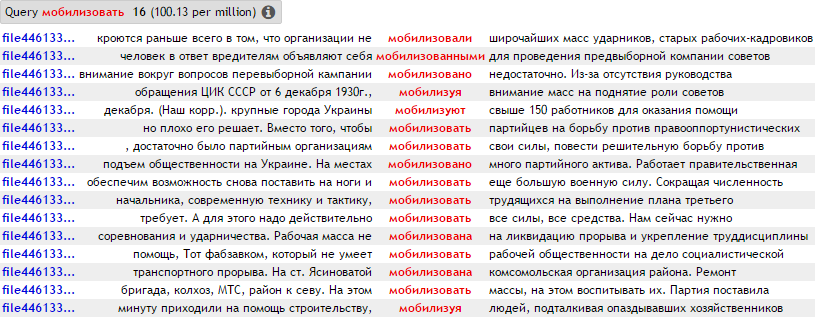 Query мобилизовать 16 (100.13 per million)
file446133... кроются раньше всего в том, что организации не мобилизовали широчайших масс ударников, старых рабочих-кадровиков
file446133... человек в ответ вредителям объявляют себя мобилизованными для проведения предвыборной компании советов
file446133... внимание вокруг вопросов перевыборной кампании мобилизовано недостаточно. Из-за отсутствия руководства
file446133... обращения ЦИК СССР от 6 декабря 1930г., мобилизуя внимание масс на поднятие роли советов
file446133... декабря. (Наш корр.). крупные города Украины мобилизуют свыше 150 работников для оказания помощи
file446133... но плохо его решает. Вместо того, чтобы мобилизовать партийцев на борьбу против правооппортунистических
file446133... , достаточно было партийным организациям мобилизовать свои силы, повести решительную борьбу против
file446133... подъем общественности на Украине. На местах мобилизовано много партийного актива. Работает правительственная
file446133... обеспечим возможность снова поставить на ноги и мобилизовать еще большую военную силу. Сокращая численность
file446133... начальника, современную технику и тактику, мобилизовать трудящихся на выполнение плана третьего
file446133... требует. А для этого надо действительно мобилизовать все силы, все средства. Нам сейчас нужно
file446133... соревнования и ударничества. Рабочая масса не мобилизована на ликвидацию прорыва и укрепление труддисциплины
file446133... помощь, Тот фабзавком, который не умеет мобилизовать рабочей общественности на дело социалистической
file446133... транспортного прорыва. На ст. Ясиноватой мобилизована комсомольская организация района. Ремонт
file446133... бригада, колхоз, МТС, район к севу. На этом мобилизовать массы, на этом воспитывать их. Партия поставила
file446133... минуту приходили на помощь строительству, мобилизуя людей, подталкивая опаздывавших хозяйственников